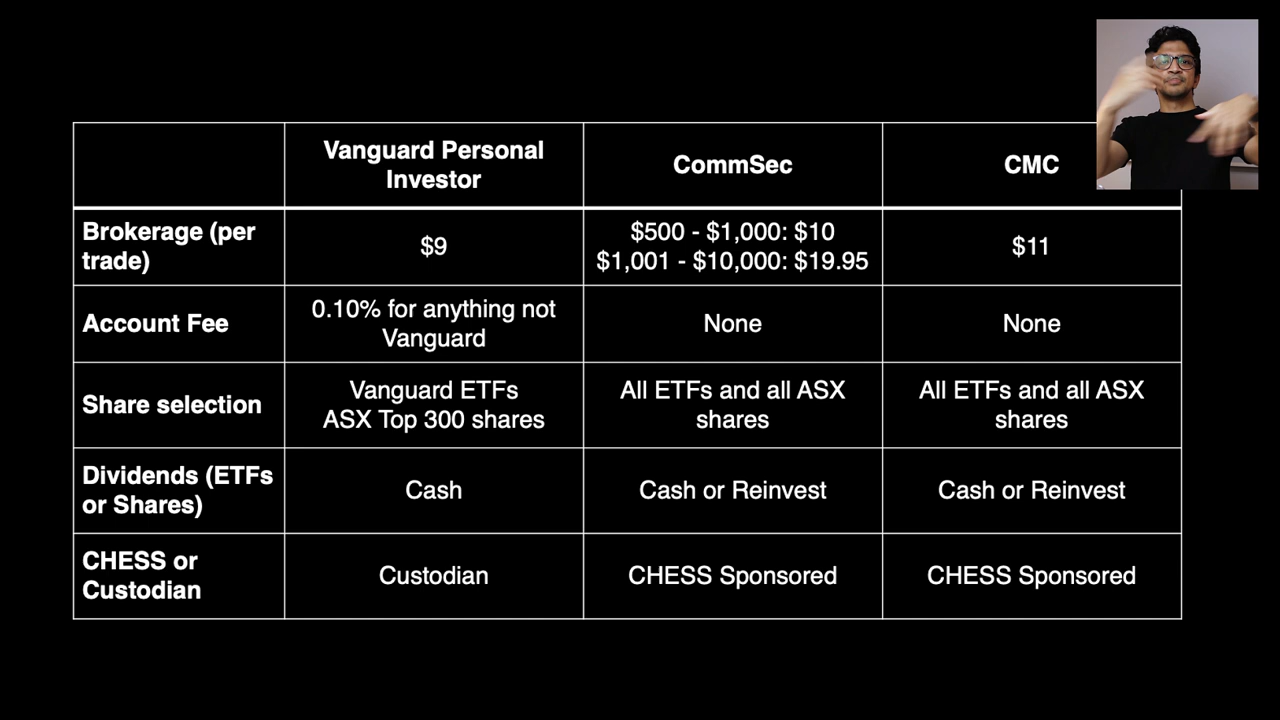 Vanguard Personal
Investor
CommSec
CMC
Brokerage (per
trade)
$9
$500 - $1,000: $10
$1,001 - $10,000: $19.95
$11
Account Fee
0.10% for anything not
Vanguard
None
None
Share selection
Vanguard ETFs
ASX Top 300 shares
All ETFs and all ASX
shares
All ETFs and all ASX
shares
Dividends (ETFs
or Shares)
Cash
Cash or Reinvest
Cash or Reinvest
CHESS or
Custodian
Custodian
CHESS Sponsored
CHESS Sponsored